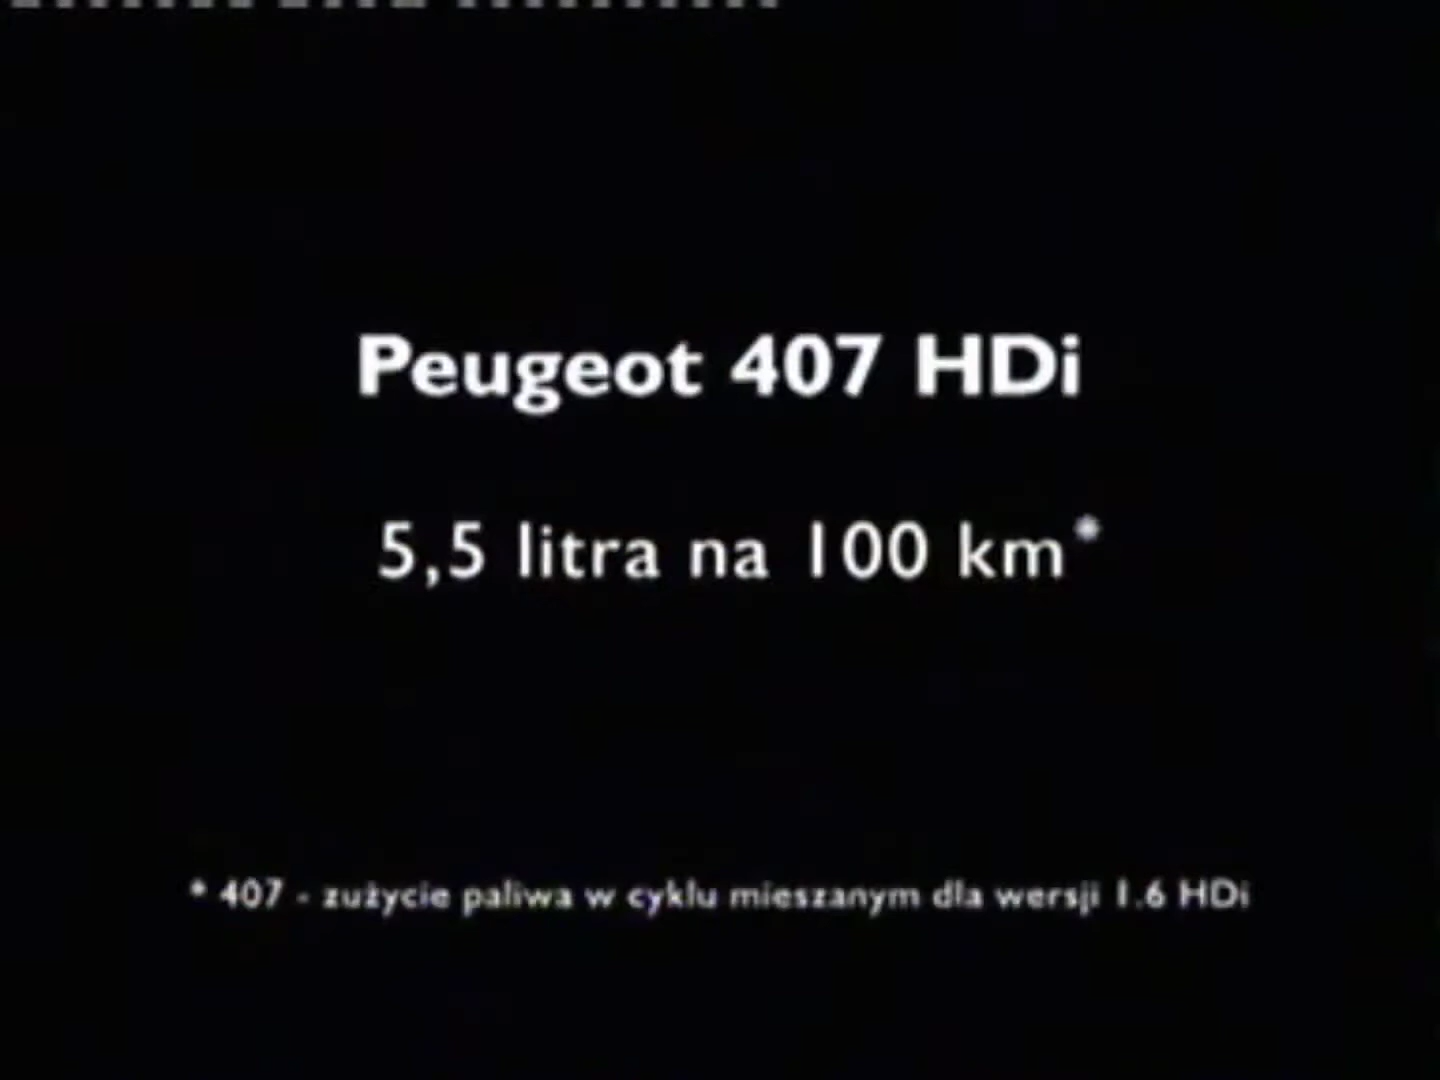 Peugeot 407 HDi
5,5 litra na 100 km*
* 407 - zużycie paliwa w cyklu mieszanym dla wersji 1.6 HDi